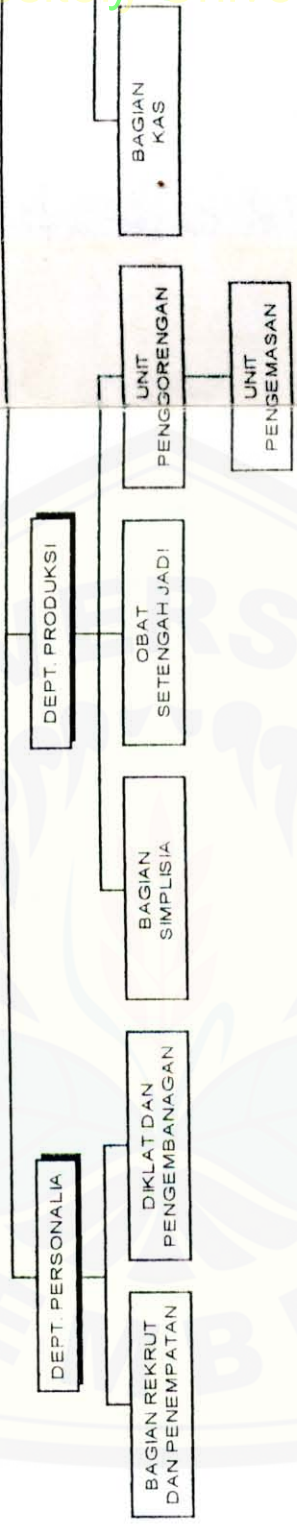 DEPT. PERSONALIA
BAGIAN REKRUT
DAN PENEMPATAN
DIKLAT DAN
PENGEMBANAGAN
DEPT. PRODUKSI
BAGIAN
SIMPLISIA
OBAT
SETENGAH JADI
UNIT
PENGGORENGAN
UNIT
PENGEMASAN
BAGIAN
KAS